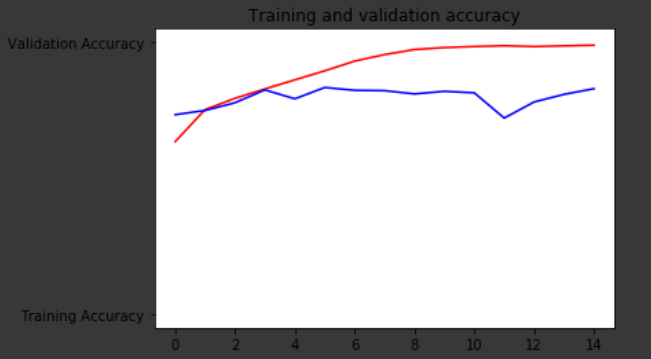 Training and validation accuracy
Validation Accuracy
Training Accuracy
0 2 4 6 8 10 12 14